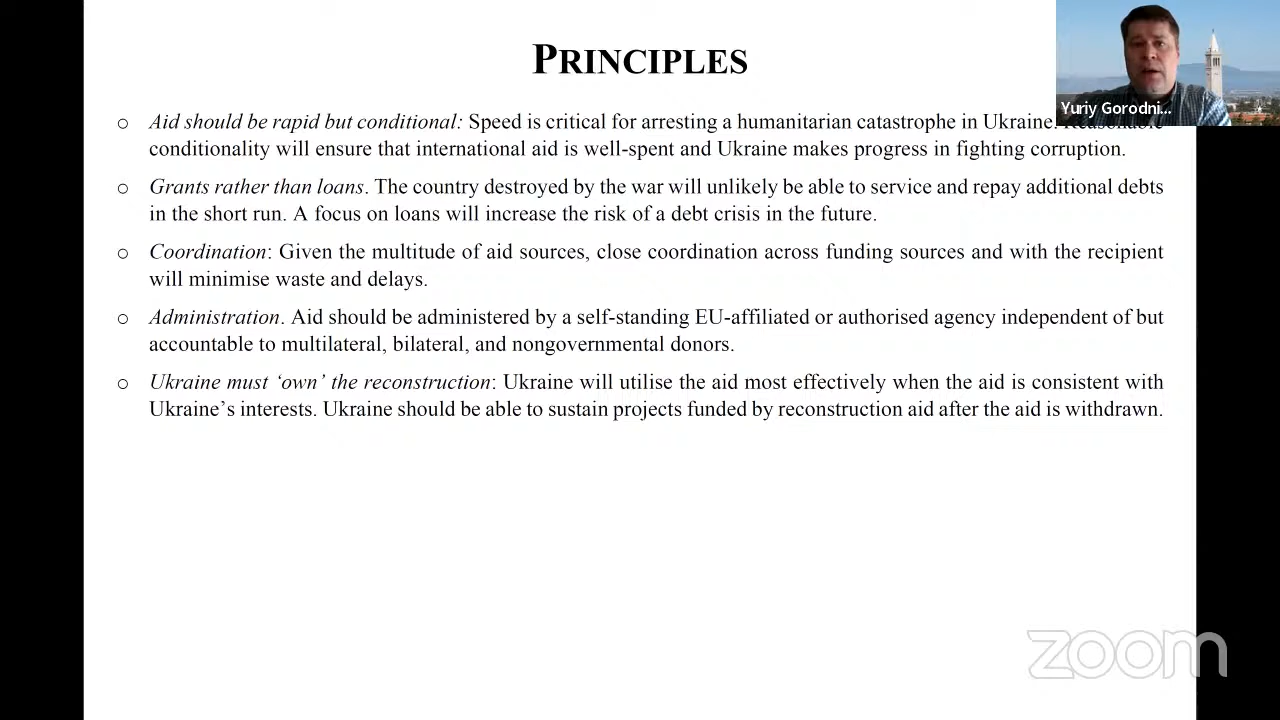 PRINCIPLES
Yuriy Gorodni...
o Aid should be rapid but conditional: Speed is critical for arresting a humanitarian catastrophe in Ukraine. Reasonable
conditionality will ensure that international aid is well-spent and Ukraine makes progress in fighting corruption.
o Grants rather than loans. The country destroyed by the war will unlikely be able to service and repay additional debts
in the short run. A focus on loans will increase the risk of a debt crisis in the future.
o Coordination: Given the multitude of aid sources, close coordination across funding sources and with the recipient
will minimise waste and delays.
o Administration. Aid should be administered by a self-standing EU-affiliated or authorised agency independent of but
accountable to multilateral, bilateral, and nongovernmental donors.
o Ukraine must ‘own’ the reconstruction: Ukraine will utilise the aid most effectively when the aid is consistent with
Ukraine’s interests. Ukraine should be able to sustain projects funded by reconstruction aid after the aid is withdrawn.
zoom